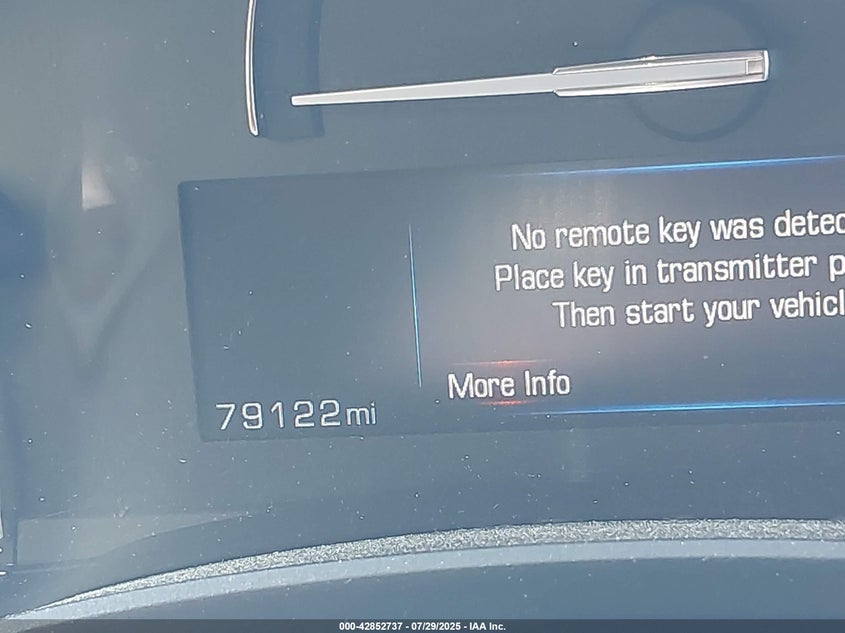 No remote key was detec
Place key in transmitter p
Then start your vehicl
More Info
79122mi
000-42852737 - 07/29/2025 - IAA Inc.